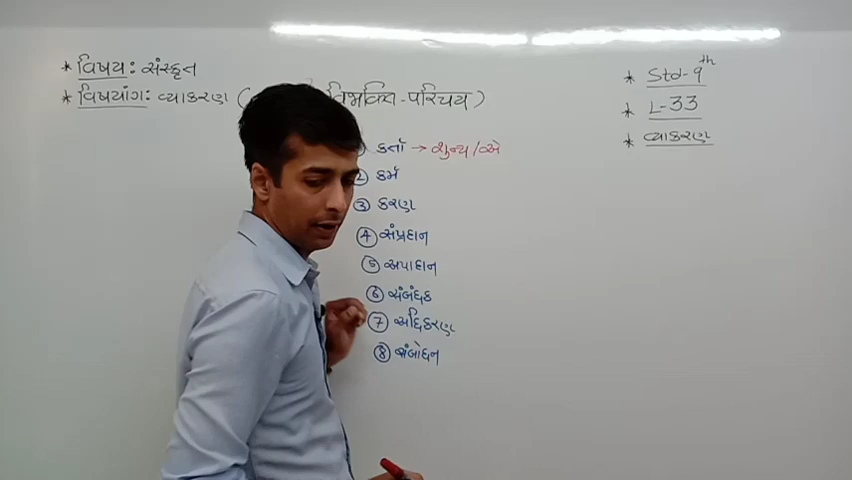 * વિષય: સંસ્કૃત
* વિષયાંગ: વ્યાકરણ ( વિભક્તિ-પરિચય)
* Std-9th
* L-33
* વ્યાકરણ
કર્તા → શુન્ય/એ
2 કર્મ
3 કરણ
4 સંપ્રદાન
5 અપાદાન
6 સંબંધક
7 અધિકરણ
8 સંબોધન